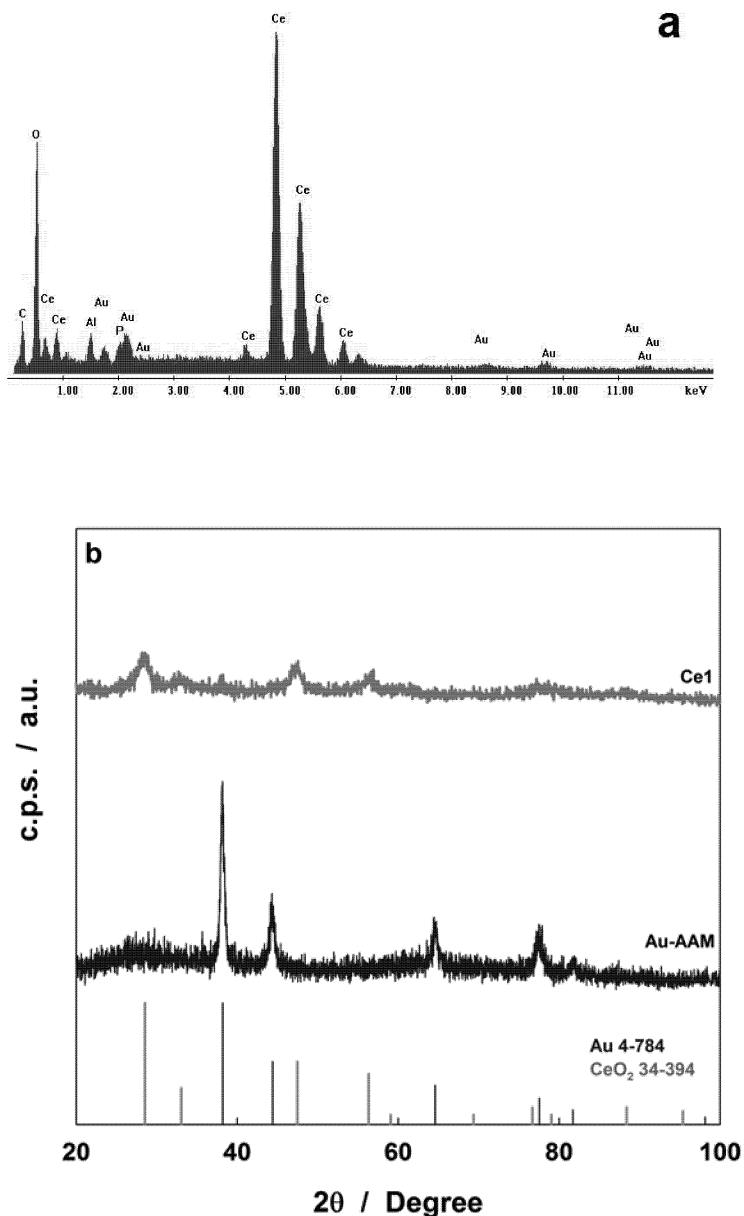 a
Ce
O
Ce
Ce
Au
Ce
Au
C
Ce
Al
P
Au
Ce
Ce
Au
Au
Au
Au
Au
1.00 2.00 3.00 4.00 5.00 6.00 7.00 8.00 9.00 10.00 11.00 keV
b
Ce1
Au-AAM
Au 4-784
CeO₂ 34-394
c.p.s. / a.u.
20 40 60 80 100
2θ / Degree